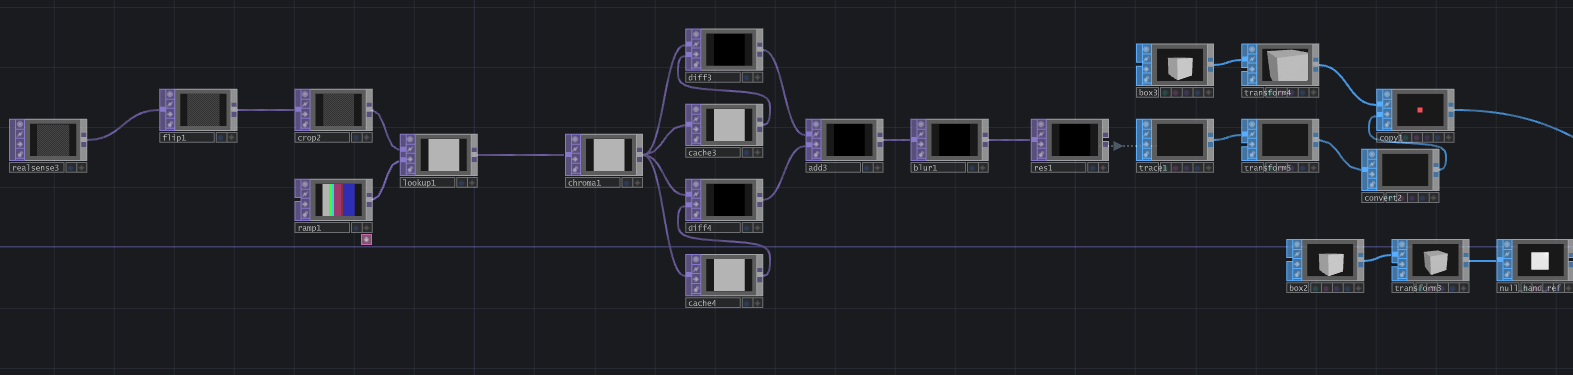 diff3
box3
transform4
flip1
crop2
copy1
cache3
realsense3
lookup1
chroma1
add3
blur1
res1
trace1
transform5
convert2
ramp1
diff4
box2
transform3
null_hand_ref
cache4